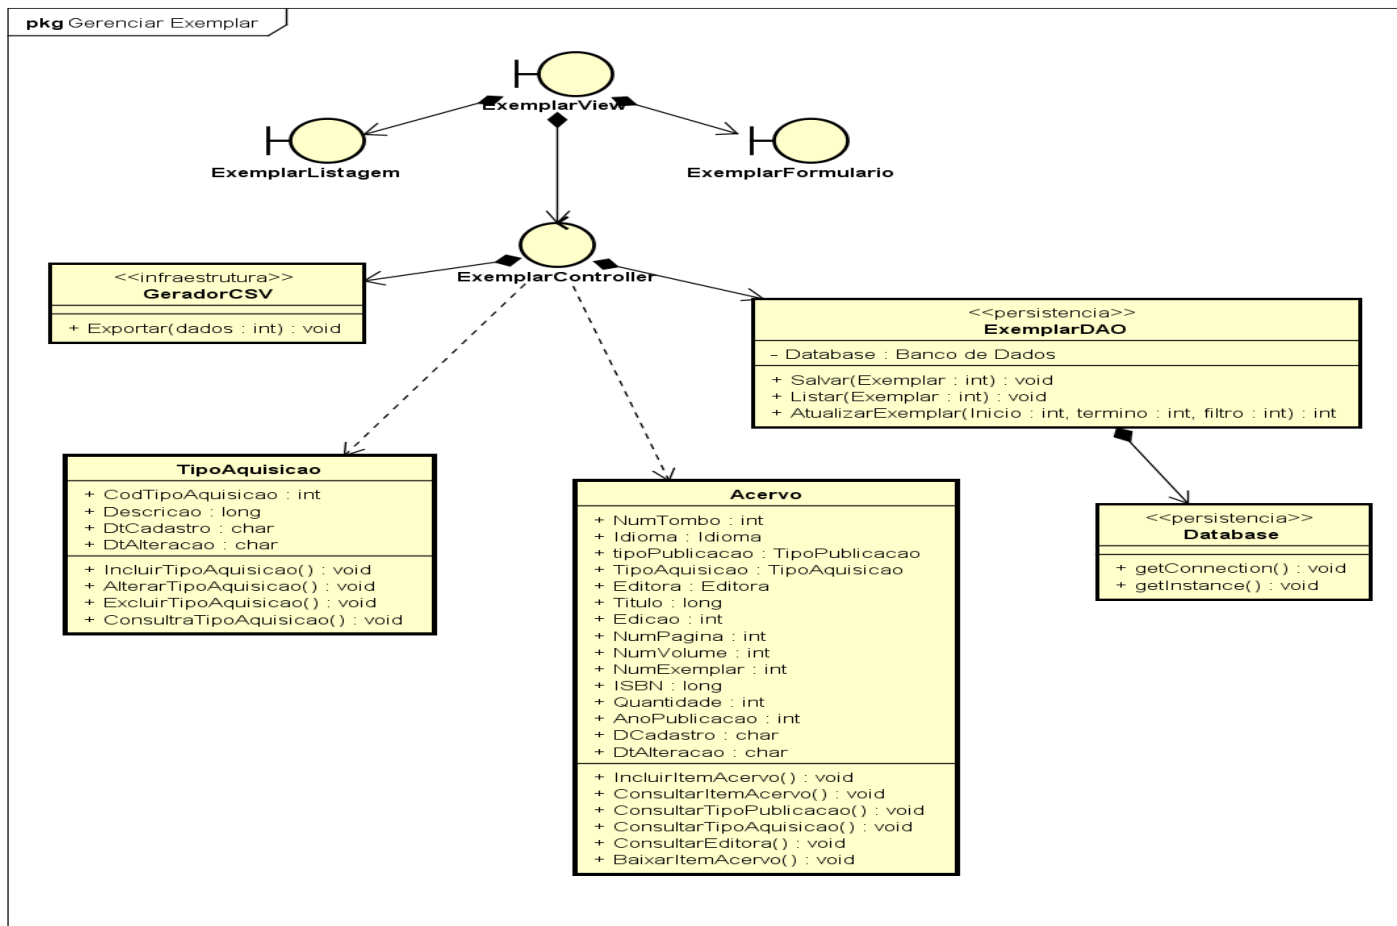 pkg Gerenciar Exemplar
ExemplarView
ExemplarListagem
ExemplarFormulario
ExemplarController
<<infraestrutura>>
GeradorCSV
+ Exportar(dados : int) : void
<<persistencia>>
ExemplarDAO
- Database : Banco de Dados
+ Salvar(Exemplar : int) : void
+ Listar(Exemplar : int) : void
+ AtualizarExemplar(Inicio : int, termino : int, filtro : int) : int
TipoAquisicao
+ CodTipoAquisicao : int
+ Descricao : long
+ DtCadastro : char
+ DtAlteracao : char
+ IncluirTipoAquisicao() : void
+ AlterarTipoAquisicao() : void
+ ExcluirTipoAquisicao() : void
+ ConsultraTipoAquisicao() : void
Acervo
+ NumTombo : int
+ Idioma : Idioma
+ tipoPublicacao : TipoPublicacao
+ TipoAquisicao : TipoAquisicao
+ Editora : Editora
+ Titulo : long
+ Edicao : int
+ NumPagina : int
+ NumVolume : int
+ NumExemplar : int
+ ISBN : long
+ Quantidade : int
+ AnoPublicacao : int
+ DCadastro : char
+ DtAlteracao : char
+ IncluirItemAcervo() : void
+ ConsultarItemAcervo() : void
+ ConsultarTipoPublicacao() : void
+ ConsultarTipoAquisicao() : void
+ ConsultarEditora() : void
+ BaixarItemAcervo() : void
<<persistencia>>
Database
+ getConnection() : void
+ getInstance() : void